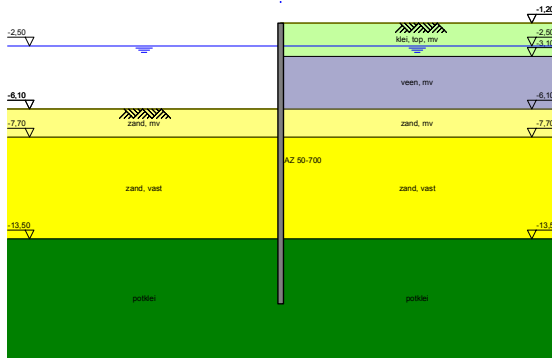 -1,20
-2,50
klei, top, mv
-2,50
-3,10
veen, mv
-6,10
-6,10
zand, mv
zand, mv
-7,70
-7,70
AZ 50-700
zand, vast
zand, vast
-13,50
-13,5
potklei
potklei